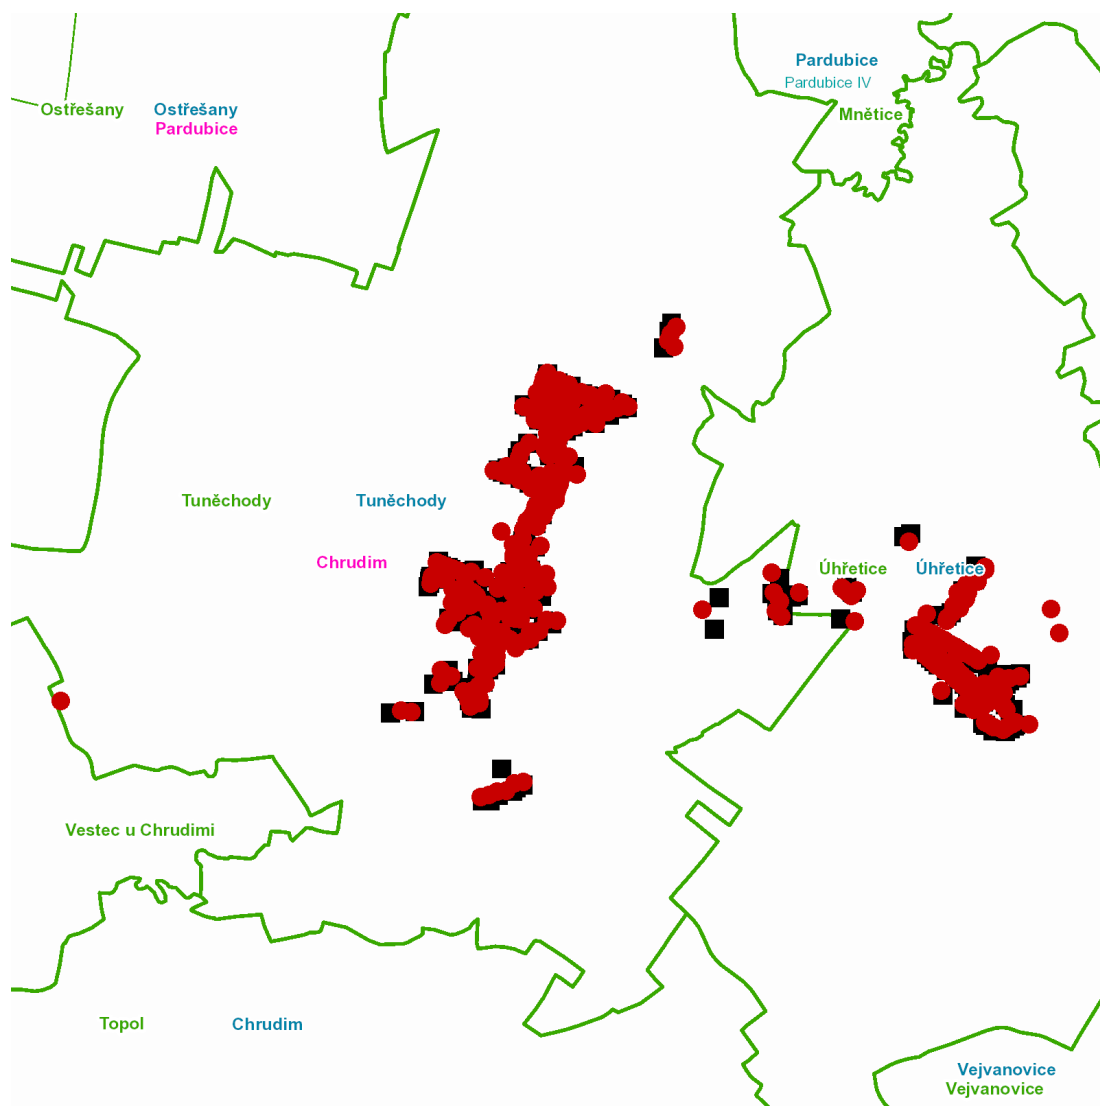 Pardubice
Pardubice IV
Mnětice
Ostřešany Ostřešany
Pardubice
Tuněchody Tuněchody
Chrudim
Úhřetice Úhřetice
Vestec u Chrudimi
Topol Chrudim
Vejvanovice
Vejvanovice